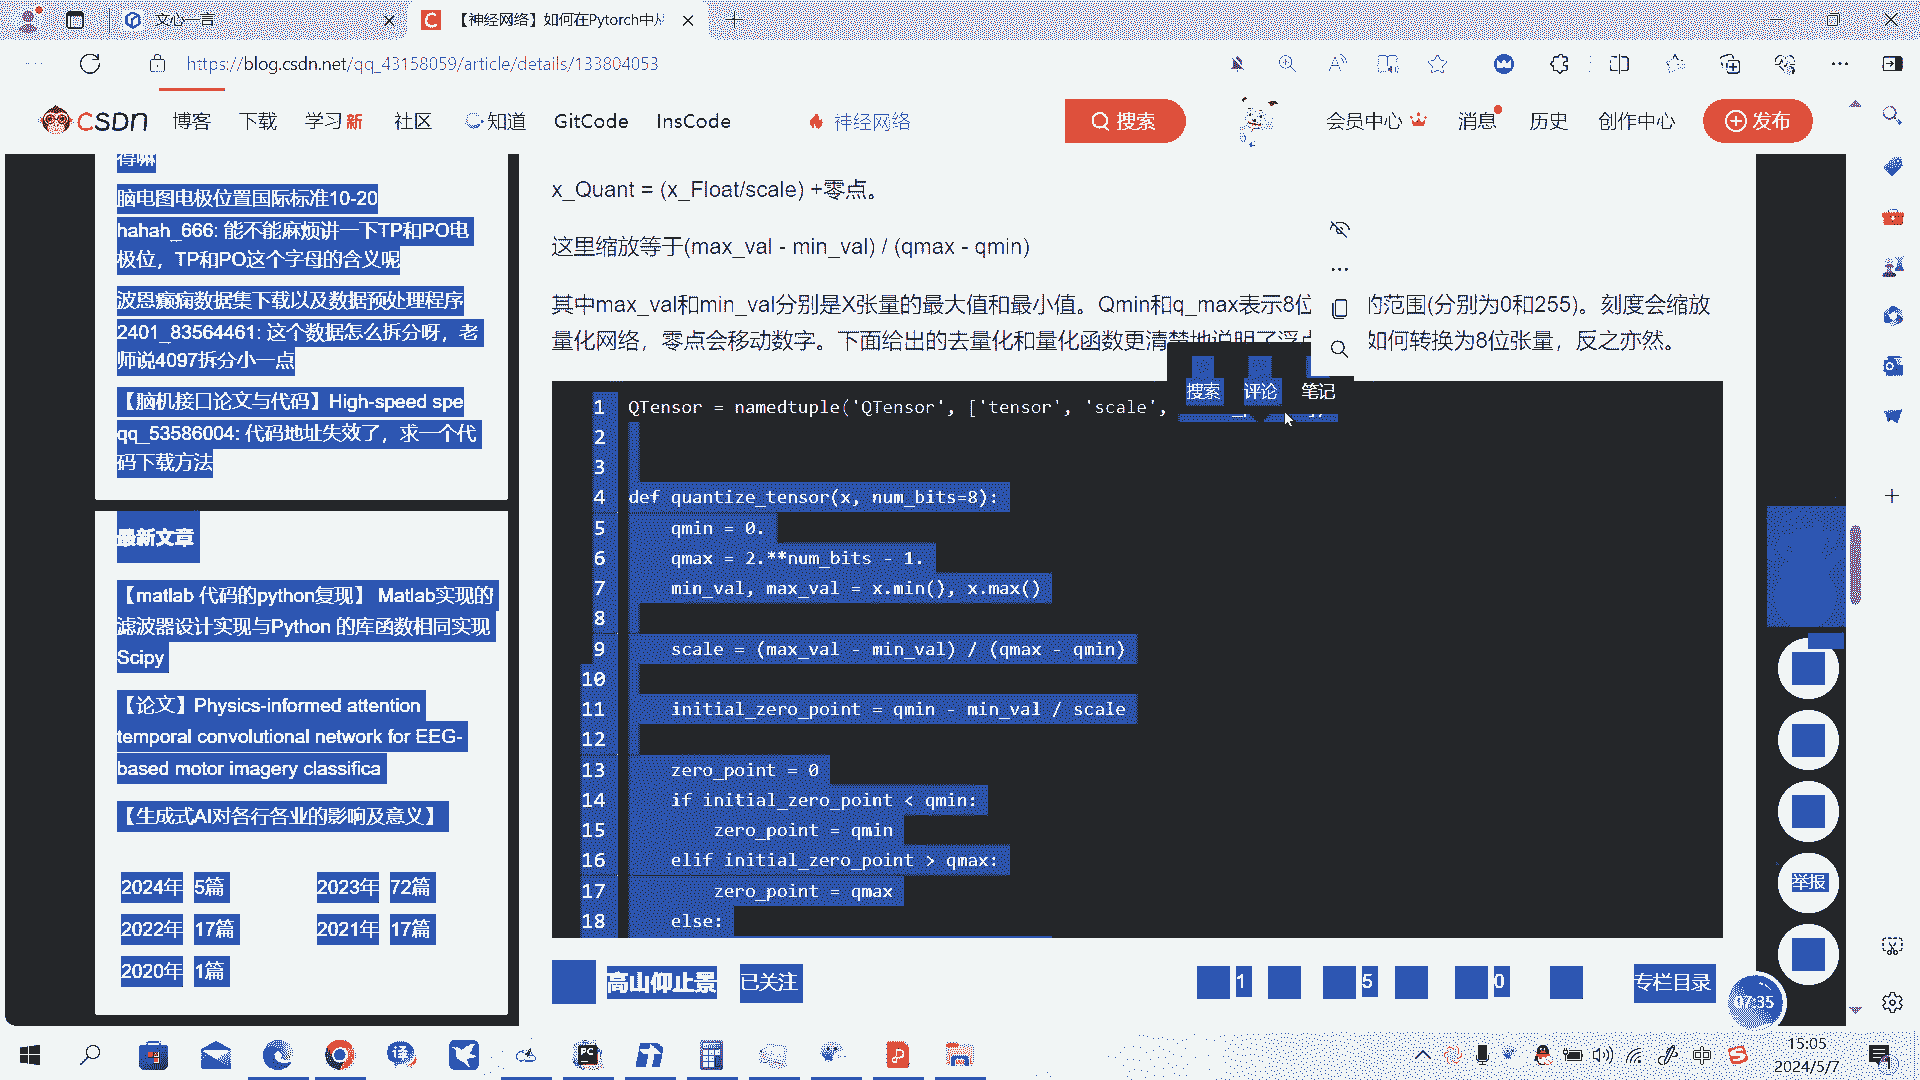 文心一言
【神经网络】如何在Pytorch中从
https://blog.csdn.net/qq_43158059/article/details/133804053
CSDN 博客 下载 学习新 社区 知道 GitCode InsCode 神经网络 搜索 会员中心 消息 历史 创作中心 发布
得嘛
脑电图电极位置国际标准10-20
hahah_666: 能不能麻烦讲一下TP和PO电
极位，TP和PO这个字母的含义呢
波恩癫痫数据集下载以及数据预处理程序
2401_83564461: 这个数据怎么拆分呀，老
师说4097拆分小一点
【脑机接口论文与代码】High-speed spe
qq_53586004: 代码地址失效了，求一个代
码下载方法
最新文章
【matlab 代码的python复现】 Matlab实现的
滤波器设计实现与Python 的库函数相同实现
Scipy
【论文】Physics-informed attention
temporal convolutional network for EEG-
based motor imagery classifica
【生成式AI对各行各业的影响及意义】
2024年 5篇 2023年 72篇
2022年 17篇 2021年 17篇
2020年 1篇
x_Quant = (x_Float/scale) +零点。
这里缩放等于(max_val - min_val) / (qmax - qmin)
其中max_val和min_val分别是X张量的最大值和最小值。Qmin和q_max表示8位 的范围(分别为0和255)。刻度会缩放
量化网络，零点会移动数字。下面给出的去量化和量化函数更清楚地说明了浮点 如何转换为8位张量，反之亦然。
搜索 评论 笔记
1 QTensor = namedtuple('QTensor', ['tensor', 'scale',
2
3
4 def quantize_tensor(x, num_bits=8):
5 qmin = 0.
6 qmax = 2.**num_bits - 1.
7 min_val, max_val = x.min(), x.max()
8
9 scale = (max_val - min_val) / (qmax - qmin)
10
11 initial_zero_point = qmin - min_val / scale
12
13 zero_point = 0
14 if initial_zero_point < qmin:
15 zero_point = qmin
16 elif initial_zero_point > qmax:
17 zero_point = qmax
18 else:
高山仰止景 已关注 1 5 0 专栏目录
举报
07:35
中
15:05
2024/5/7